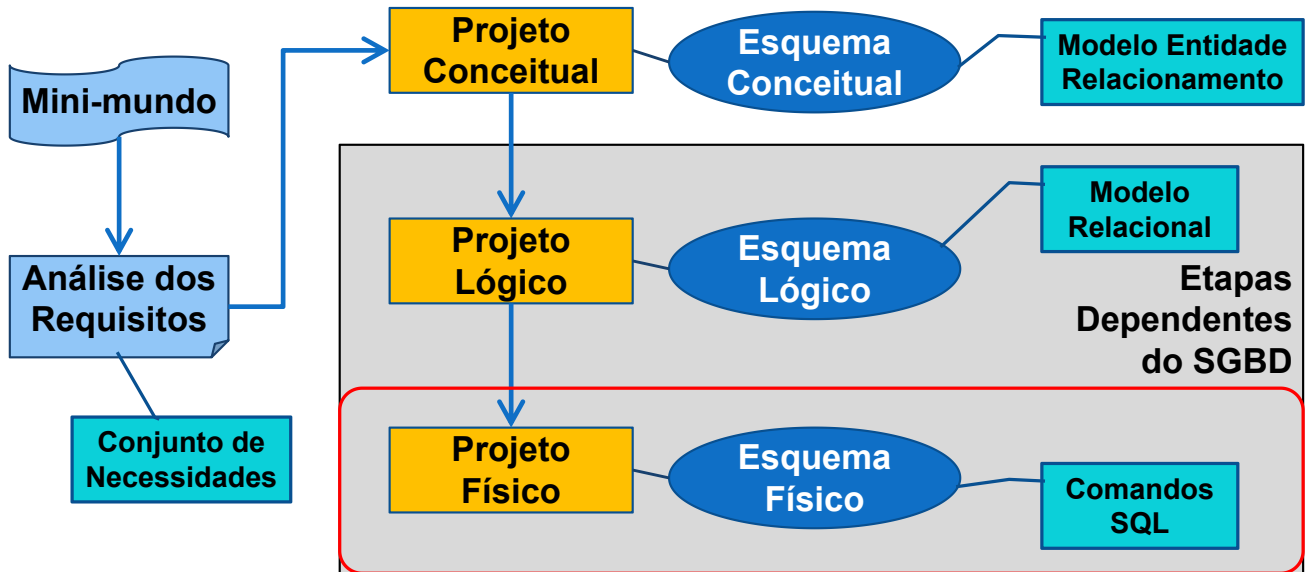 Mini-mundo
Análise dos
Requisitos
Conjunto de
Necessidades
Projeto
Conceitual
Esquema
Conceitual
Modelo Entidade
Relacionamento
Projeto
Lógico
Esquema
Lógico
Modelo
Relacional
Etapas
Dependentes
do SGBD
Projeto
Físico
Esquema
Físico
Comandos
SQL